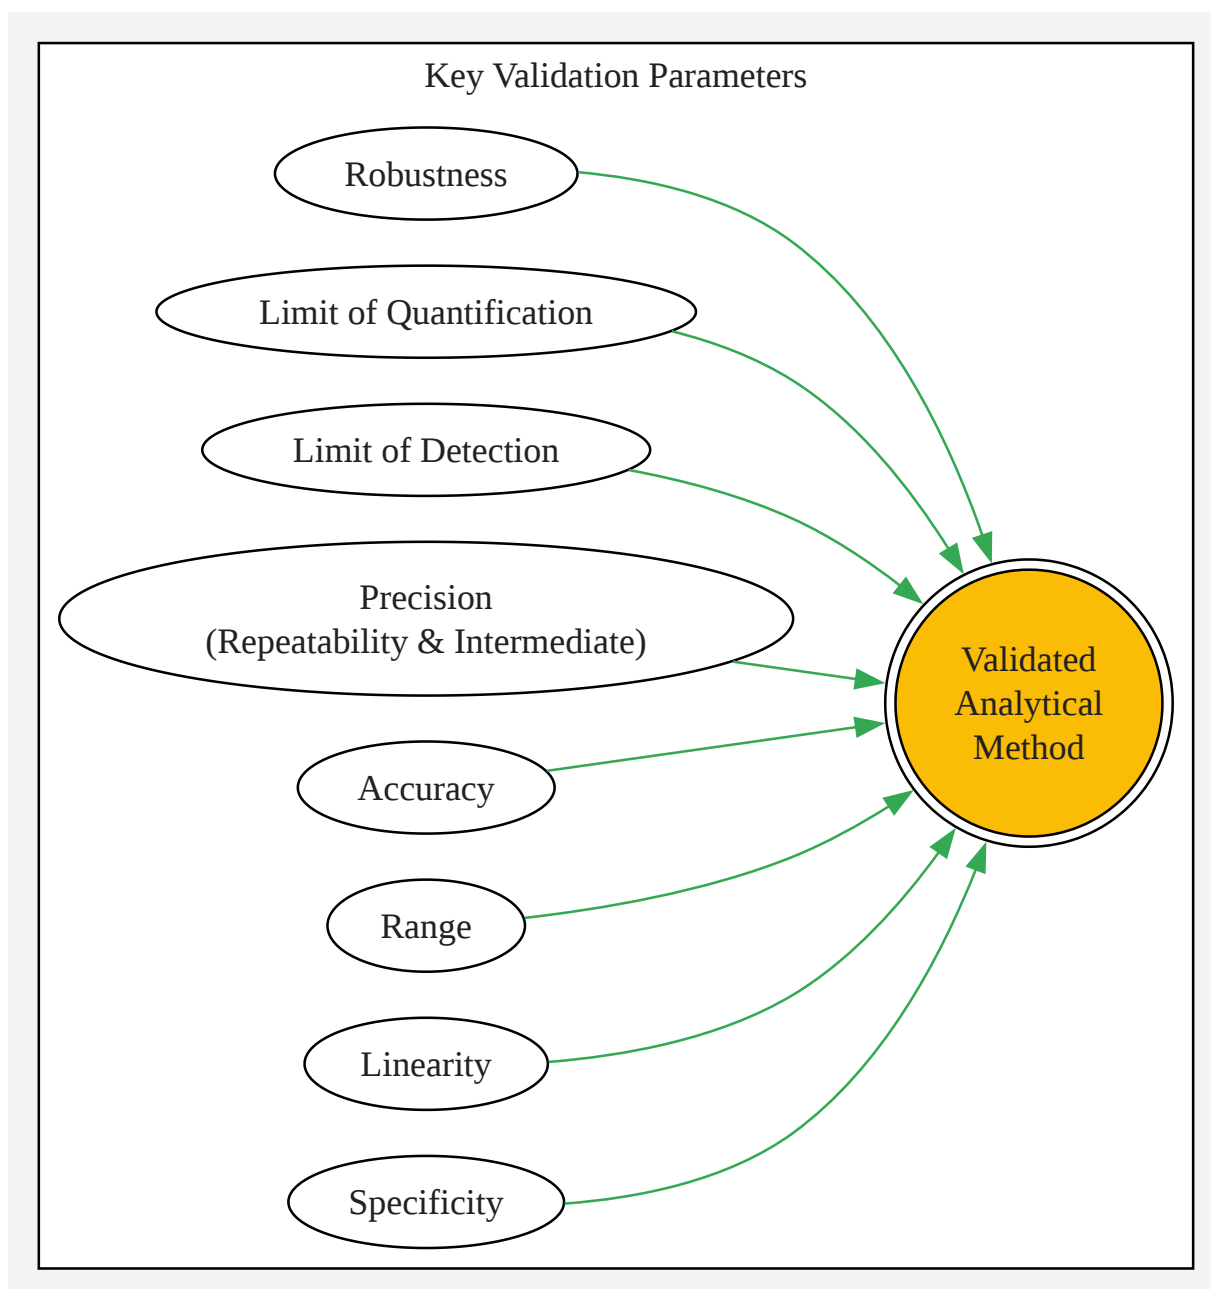 Key Validation Parameters
Robustness
Limit of Quantification
Limit of Detection
Precision
(Repeatability & Intermediate)
Accuracy
Range
Linearity
Specificity
Validated
Analytical
Method